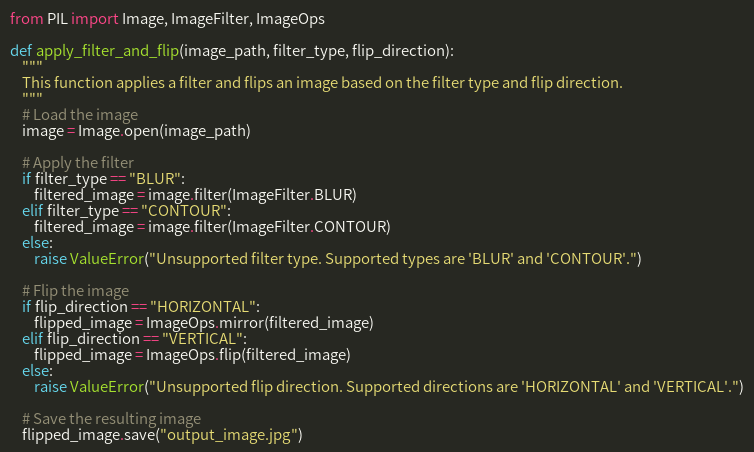 from PIL import Image, ImageFilter, ImageOps

def apply_filter_and_flip(image_path, filter_type, flip_direction):
    """
    This function applies a filter and flips an image based on the filter type and flip direction.
    """
    # Load the image
    image = Image.open(image_path)

    # Apply the filter
    if filter_type == "BLUR":
        filtered_image = image.filter(ImageFilter.BLUR)
    elif filter_type == "CONTOUR":
        filtered_image = image.filter(ImageFilter.CONTOUR)
    else:
        raise ValueError("Unsupported filter type. Supported types are 'BLUR' and 'CONTOUR'.")

    # Flip the image
    if flip_direction == "HORIZONTAL":
        flipped_image = ImageOps.mirror(filtered_image)
    elif flip_direction == "VERTICAL":
        flipped_image = ImageOps.flip(filtered_image)
    else:
        raise ValueError("Unsupported flip direction. Supported directions are 'HORIZONTAL' and 'VERTICAL'.")

    # Save the resulting image
    flipped_image.save("output_image.jpg")